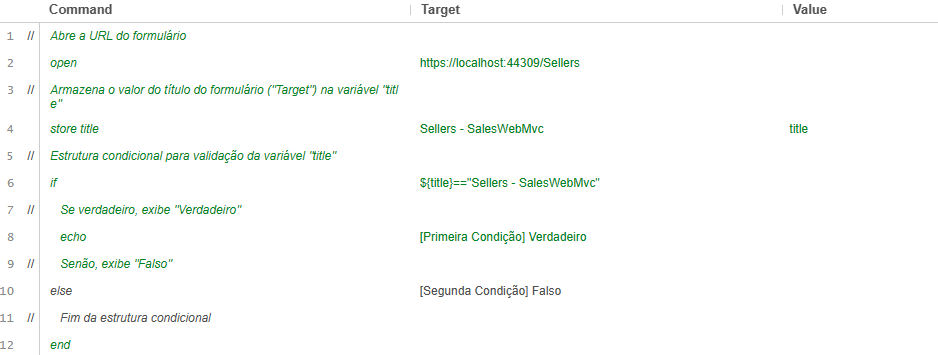 Command Target Value
1 // Abre a URL do formulário
2 open https://localhost:44309/Sellers
3 // Armazena o valor do título do formulário ("Target") na variável "titl
e"
4 store title Sellers - SalesWebMvc title
5 // Estrutura condicional para validação da variável "title"
6 if ${title}=="Sellers - SalesWebMvc"
7 // Se verdadeiro, exibe "Verdadeiro"
8 echo [Primeira Condição] Verdadeiro
9 // Senão, exibe "Falso"
10 else [Segunda Condição] Falso
11 // Fim da estrutura condicional
12 end